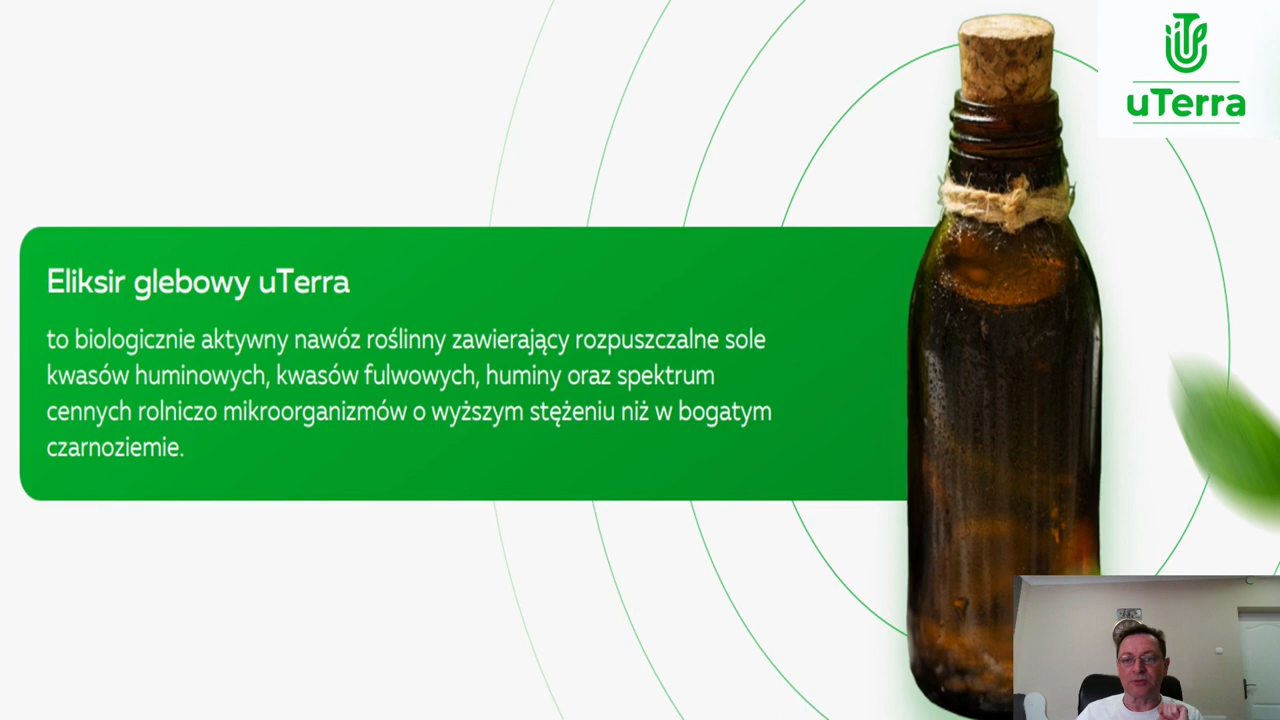 uTerra
Eliksir glebowy uTerra
to biologicznie aktywny nawóz roślinny zawierający rozpuszczalne sole
kwasów huminowych, kwasów fulwowych, huminy oraz spektrum
cennych rolniczo mikroorganizmów o wyższym stężeniu niż w bogatym
czarnoziemie.